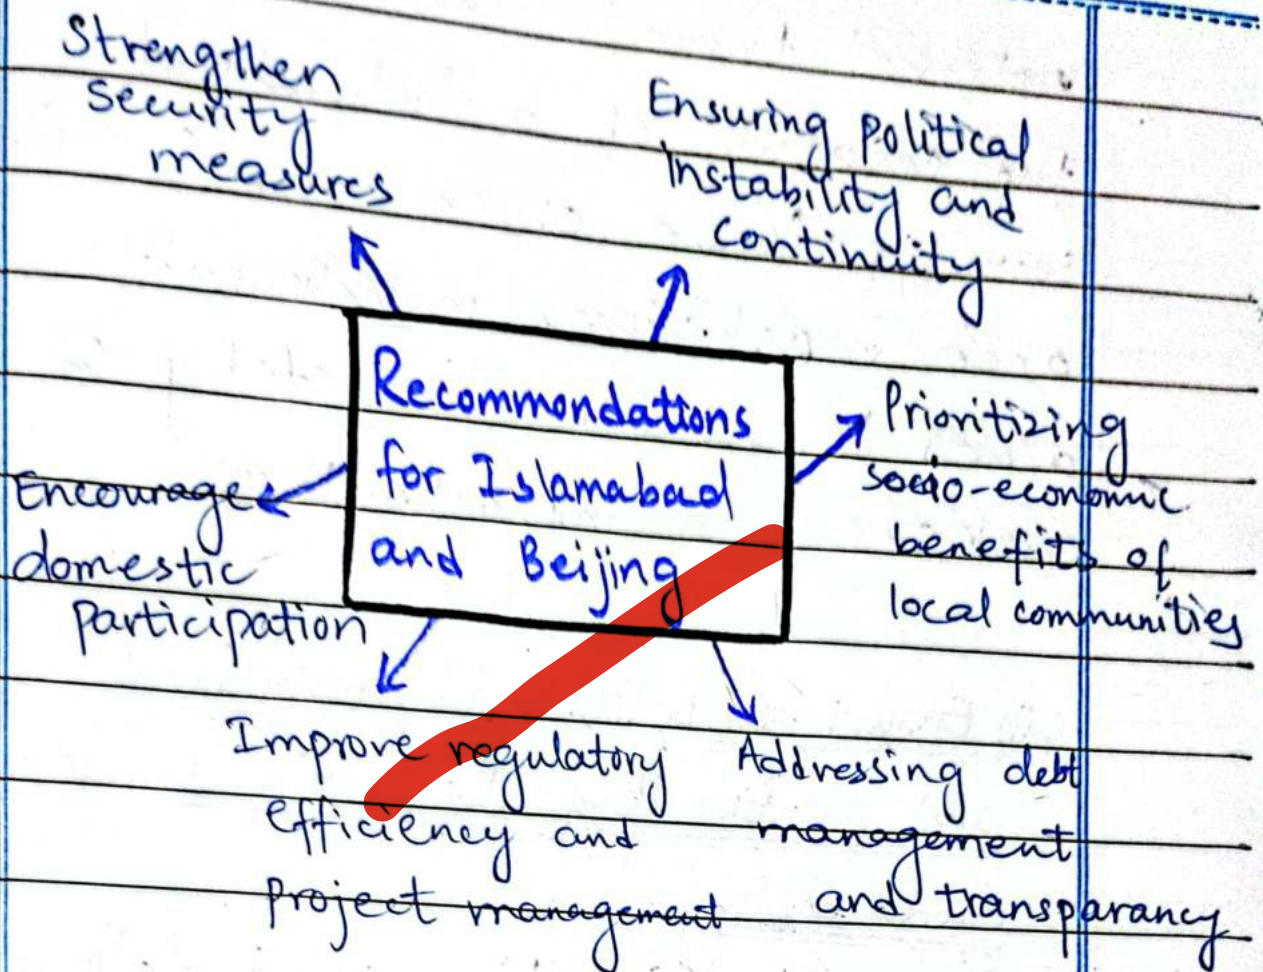 Strengthen
security
measures
Ensuring political
Instability and
continuity
Recommondations
for Islamabad
and Beijing
Prioritizing
socio-economic
benefits of
local communities
Encourage
domestic
participation
Improve regulatory
efficiency and
project management
Addressing debt
management
and transparancy